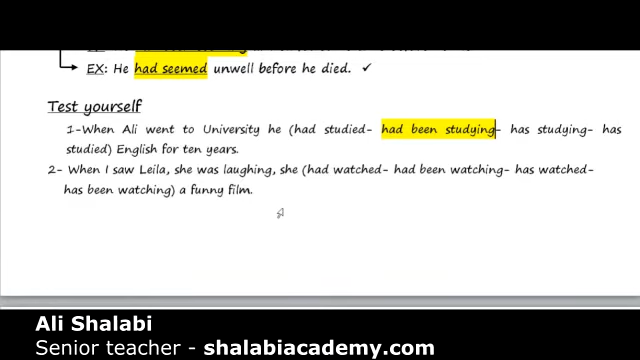 EX: He had seemed unwell before he died. ✓
Test yourself
1-When Ali went to University he (had studied- had been studying- has studying- has
studied) English for ten years.
2- When I saw Leila, she was laughing, she (had watched- had been watching- has watched-
has been watching) a funny film.
Ali Shalabi
Senior teacher - shalabiacademy.com